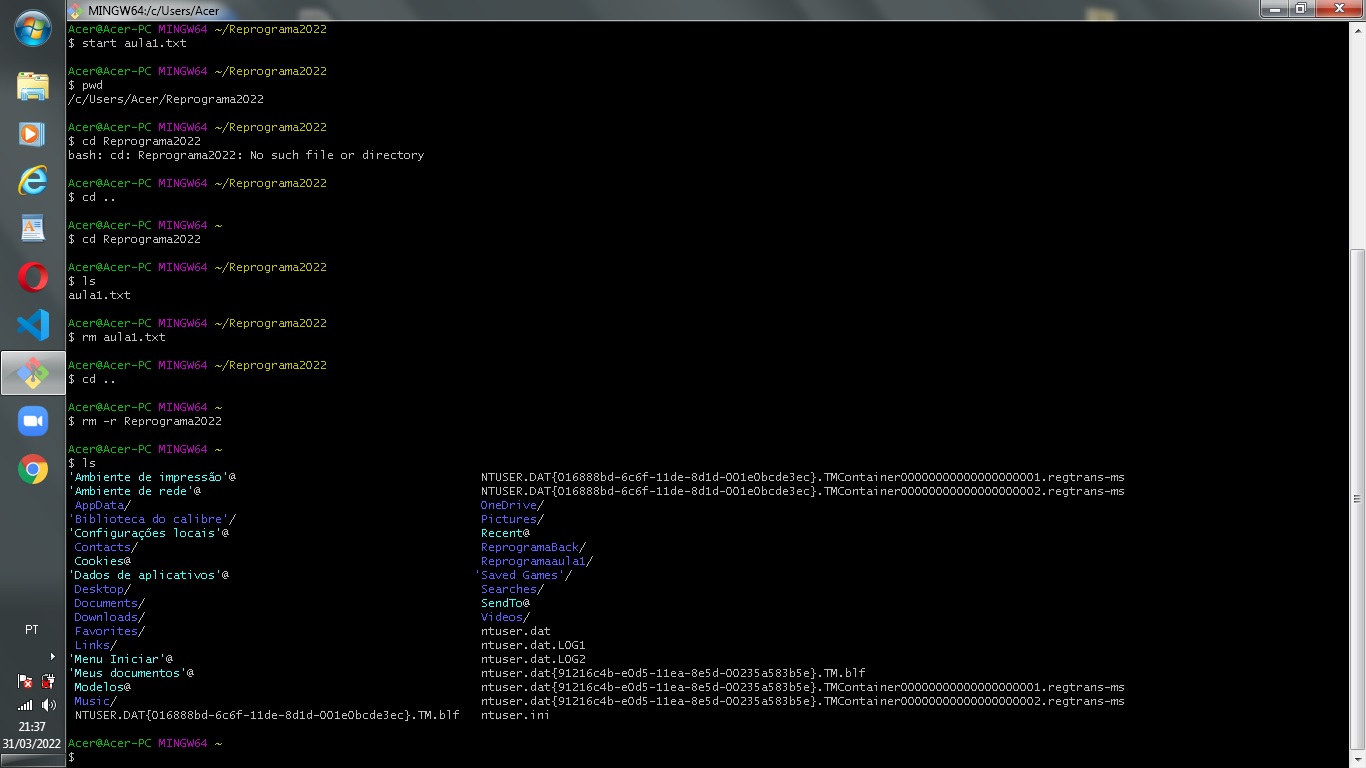 MINGW64:/c/Users/Acer
Acer@Acer-PC MINGW64 ~/Reprograma2022
$ start aula1.txt
Acer@Acer-PC MINGW64 ~/Reprograma2022
$ pwd
/c/Users/Acer/Reprograma2022
Acer@Acer-PC MINGW64 ~/Reprograma2022
$ cd Reprograma2022
bash: cd: Reprograma2022: No such file or directory
Acer@Acer-PC MINGW64 ~/Reprograma2022
$ cd ..
Acer@Acer-PC MINGW64 ~
$ cd Reprograma2022
Acer@Acer-PC MINGW64 ~/Reprograma2022
$ ls
aula1.txt
Acer@Acer-PC MINGW64 ~/Reprograma2022
$ rm aula1.txt
Acer@Acer-PC MINGW64 ~/Reprograma2022
$ cd ..
Acer@Acer-PC MINGW64 ~
$ rm -r Reprograma2022
Acer@Acer-PC MINGW64 ~
$ ls
'Ambiente de impressão'@ NTUSER.DAT{016888bd-6c6f-11de-8d1d-001e0bcde3ec}.TMContainer00000000000000000001.regtrans-ms
'Ambiente de rede'@ NTUSER.DAT{016888bd-6c6f-11de-8d1d-001e0bcde3ec}.TMContainer00000000000000000002.regtrans-ms
AppData/ OneDrive/
'Biblioteca do calibre'/ Pictures/
'Configurações locais'@ Recent@
Contacts/ ReprogramaBack/
Cookies@ Reprogramaaula1/
'Dados de aplicativos'@ 'Saved Games'/
Desktop/ Searches/
Documents/ SendTo@
Downloads/ Videos/
Favorites/ ntuser.dat
Links/ ntuser.dat.LOG1
'Menu Iniciar'@ ntuser.dat.LOG2
'Meus documentos'@ ntuser.dat{91216c4b-e0d5-11ea-8e5d-00235a583b5e}.TM.blf
Modelos@ ntuser.dat{91216c4b-e0d5-11ea-8e5d-00235a583b5e}.TMContainer00000000000000000001.regtrans-ms
Music/ ntuser.dat{91216c4b-e0d5-11ea-8e5d-00235a583b5e}.TMContainer00000000000000000002.regtrans-ms
NTUSER.DAT{016888bd-6c6f-11de-8d1d-001e0bcde3ec}.TM.blf ntuser.ini
Acer@Acer-PC MINGW64 ~
$
PT
21:37
31/03/2022